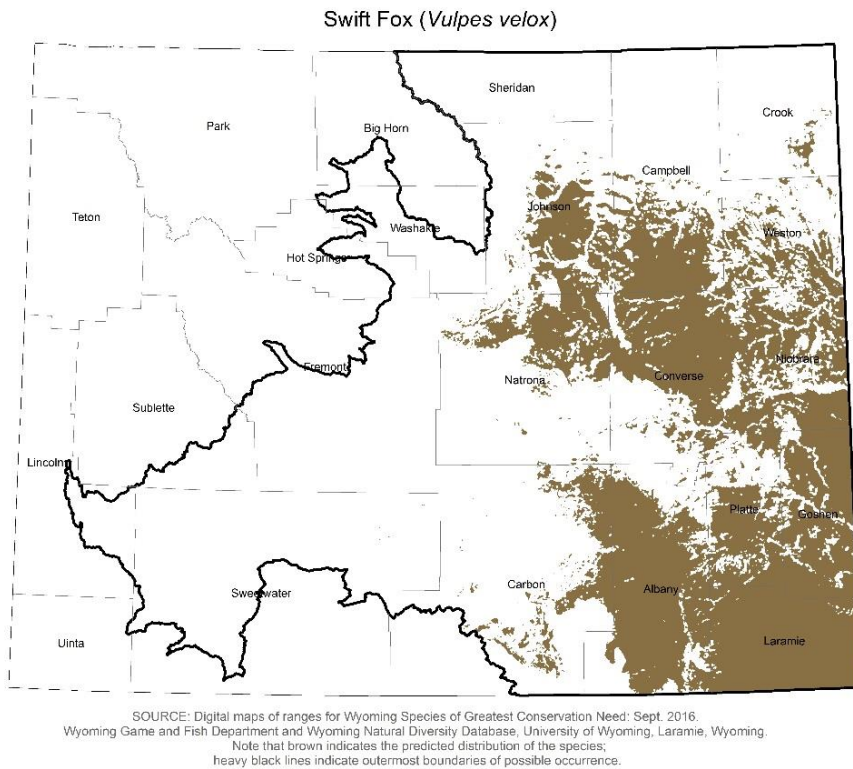 Swift Fox (Vulpes velox)
Sheridan
Crook
Park
Big Horn
Campbell
Teton
Johnson
Washakie
Weston
Hot Springs
Fremont
Natrona
Converse
Niobrara
Sublette
Lincoln
Platte
Goshen
Carbon
Albany
Sweetwater
Uinta
Laramie
SOURCE: Digital maps of ranges for Wyoming Species of Greatest Conservation Need: Sept. 2016.
Wyoming Game and Fish Department and Wyoming Natural Diversity Database, University of Wyoming, Laramie, Wyoming.
Note that brown indicates the predicted distribution of the species;
heavy black lines indicate outermost boundaries of possible occurrence.